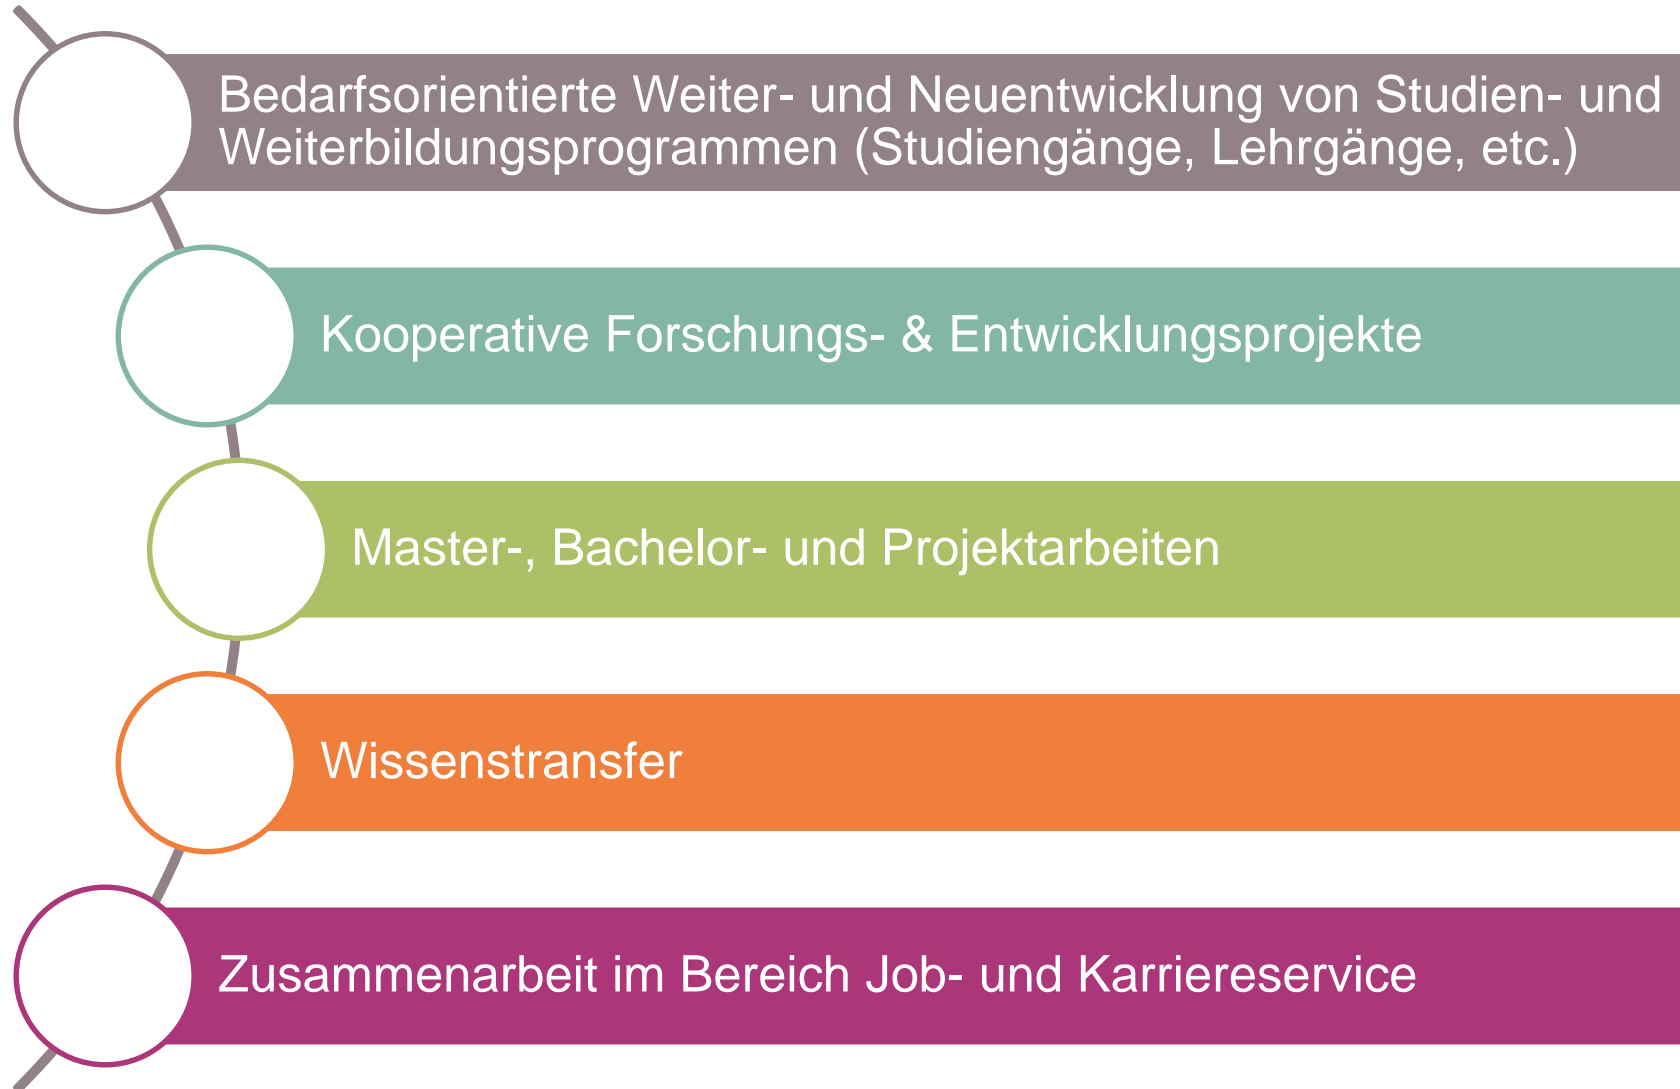 Bedarfsorientierte Weiter- und Neuentwicklung von Studien- und
Weiterbildungsprogrammen (Studiengänge, Lehrgänge, etc.)
Kooperative Forschungs- & Entwicklungsprojekte
Master-, Bachelor- und Projektarbeiten
Wissenstransfer
Zusammenarbeit im Bereich Job- und Karriereservice